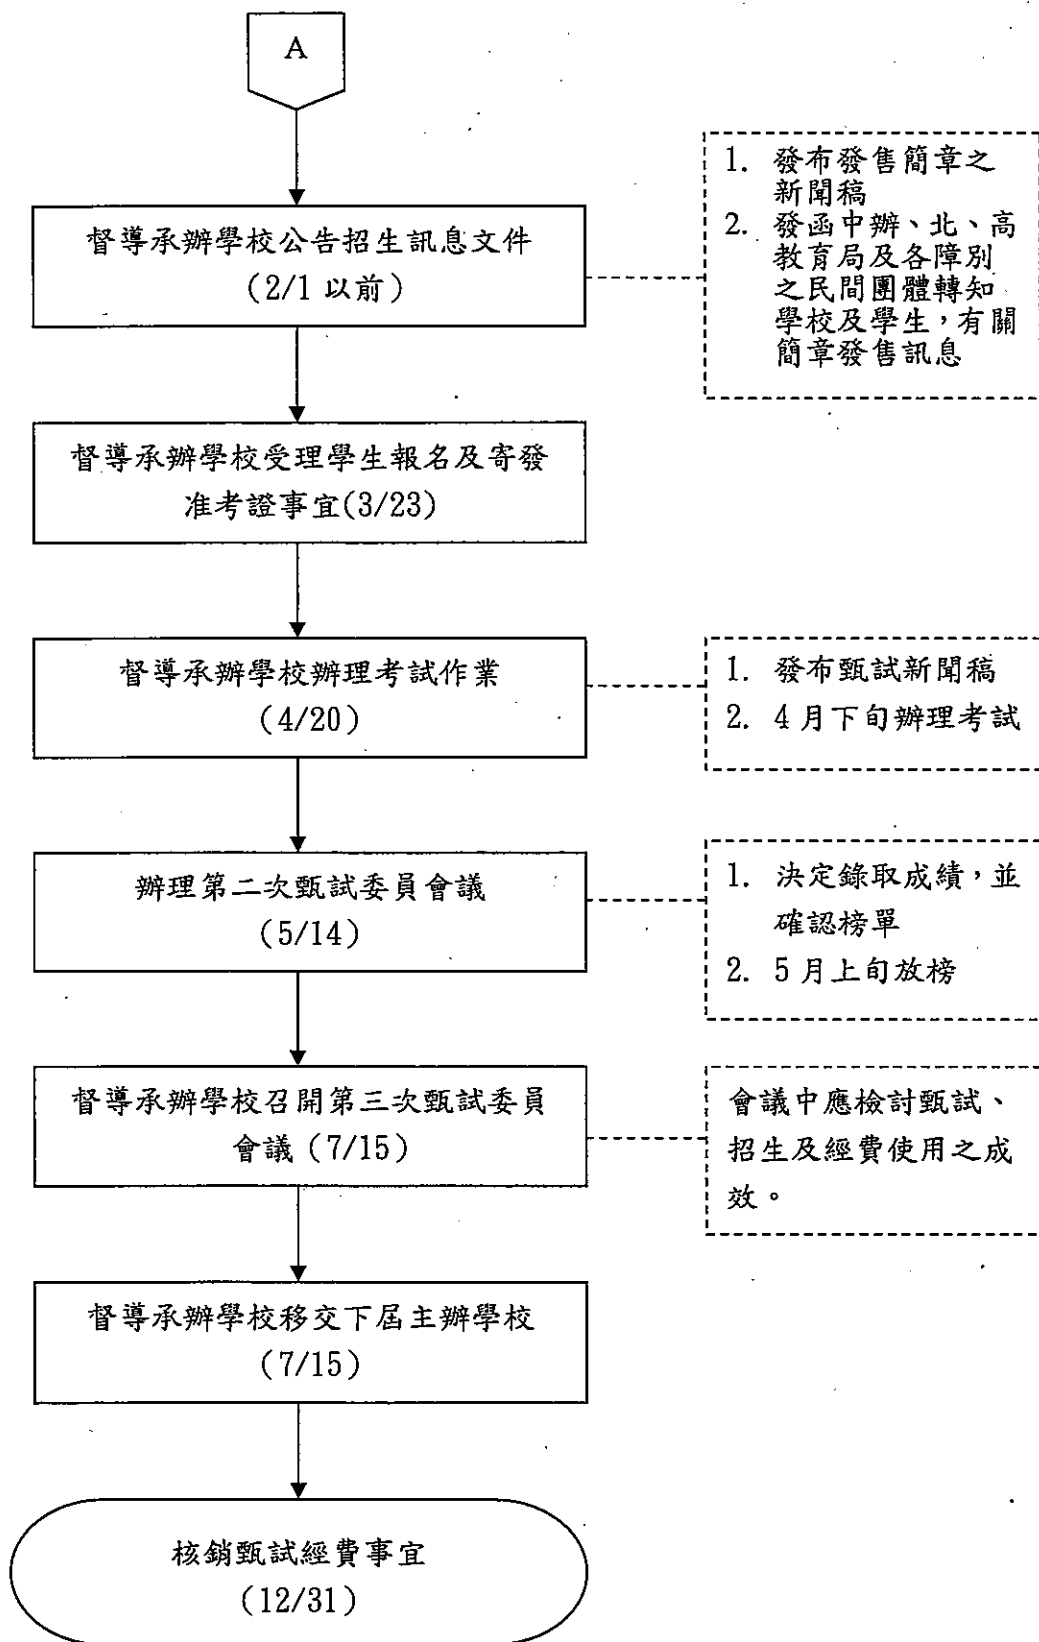 A
督導承辦學校公告招生訊息文件
(2/1 以前)
1. 發布發售簡章之
新聞稿
2. 發函中辦、北、高
教育局及各障別
之民間團體轉知
學校及學生,有關
簡章發售訊息
督導承辦學校受理學生報名及寄發
准考證事宜(3/23)
督導承辦學校辦理考試作業
(4/20)
1. 發布甄試新聞稿
2. 4月下旬辦理考試
辦理第二次甄試委員會議
(5/14)
1. 決定錄取成績,並
確認榜單
2. 5月上旬放榜
督導承辦學校召開第三次甄試委員
會議 (7/15)
會議中應檢討甄試、
招生及經費使用之成
效。
督導承辦學校移交下屆主辦學校
(7/15)
核銷甄試經費事宜
(12/31)